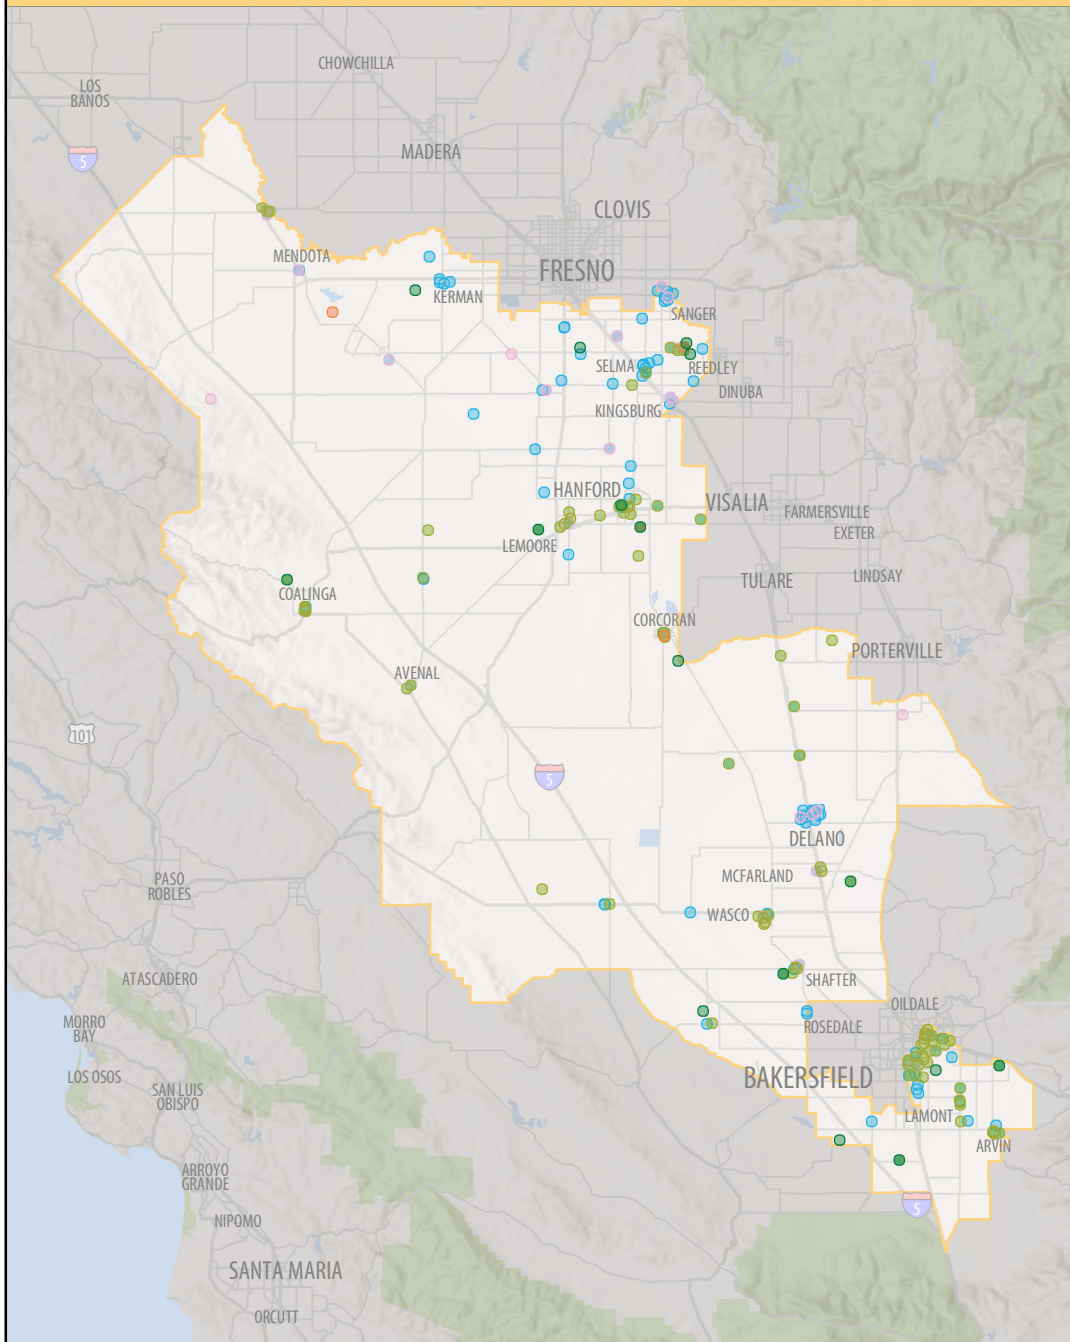 CHOWCHILLA
LOS
BANOS
MADERA
5
CLOVIS
FRESNO
MENDOTA
KERMAN
SANGER
SELMA
REEDLEY
DINUBA
KINGSBURG
HANFORD
VISALIA
FARMERSVILLE
EXETER
LEMOORE
TULARE
LINDSAY
COALINGA
CORCORAN
PORTERVILLE
AVENAL
101
5
DELANO
MCFARLAND
PASO
ROBLES
WASCO
ATASCADERO
SHAFTER
OILDALE
MORRO
BAY
ROSEDALE
LOS OSOS
BAKERSFIELD
SAN LUIS
OBISPO
LAMONT
ARVIN
ARROYO
GRANDE
5
NIPOMO
SANTA MARIA
ORCUTT